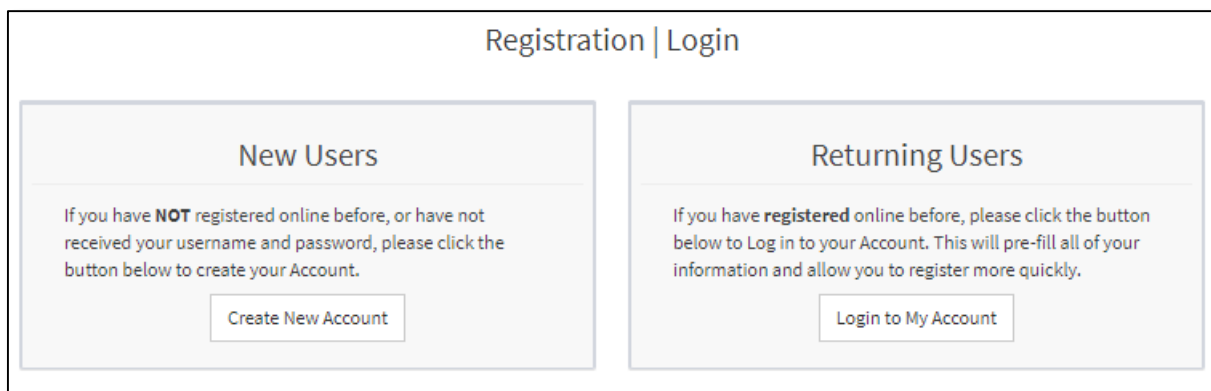 Registration | Login
New Users
If you have NOT registered online before, or have not
received your username and password, please click the
button below to create your Account.
Create New Account
Returning Users
If you have registered online before, please click the button
below to Log in to your Account. This will pre-fill all of your
information and allow you to register more quickly.
Login to My Account